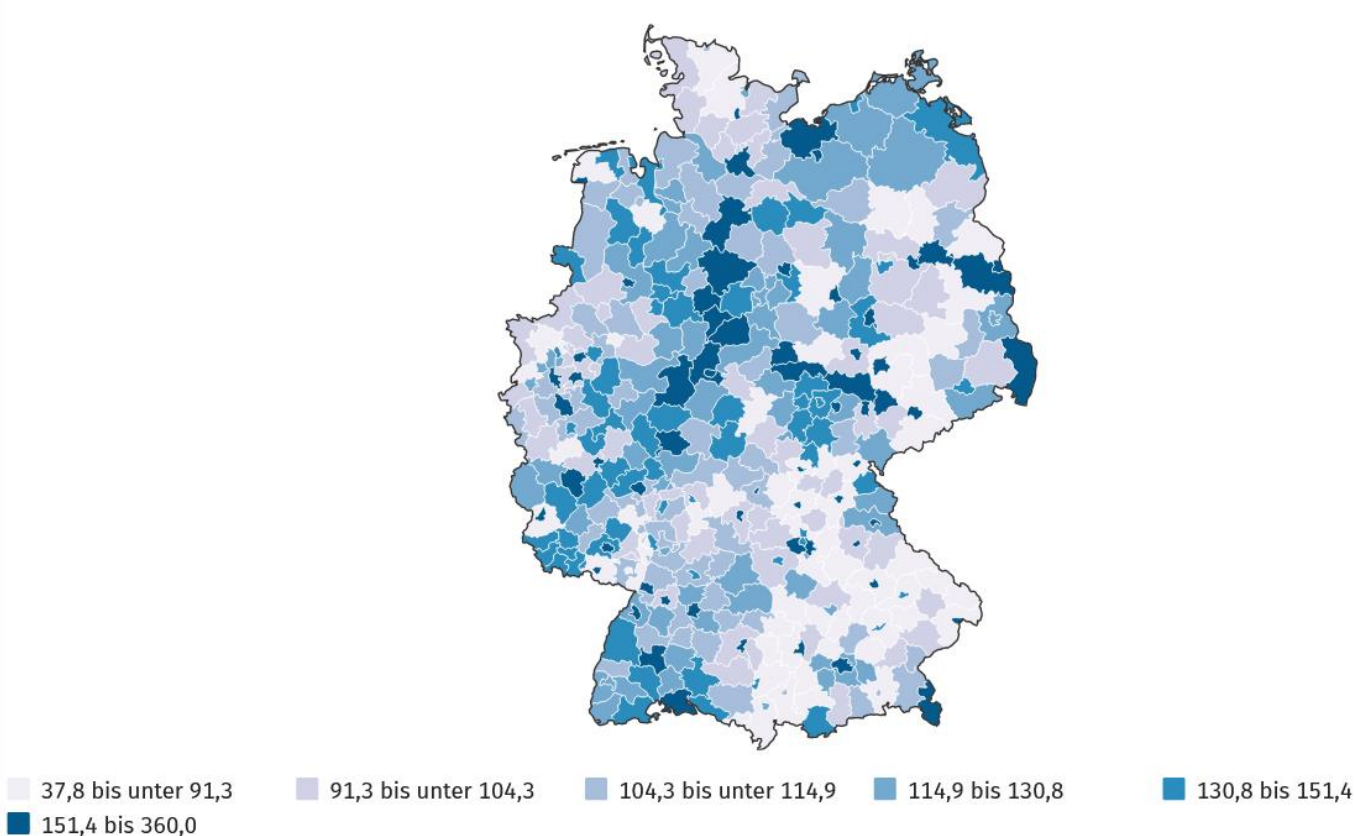 37,8 bis unter 91,3
91,3 bis unter 104,3
104,3 bis unter 114,9
114,9 bis 130,8
130,8 bis 151,4
151,4 bis 360,0